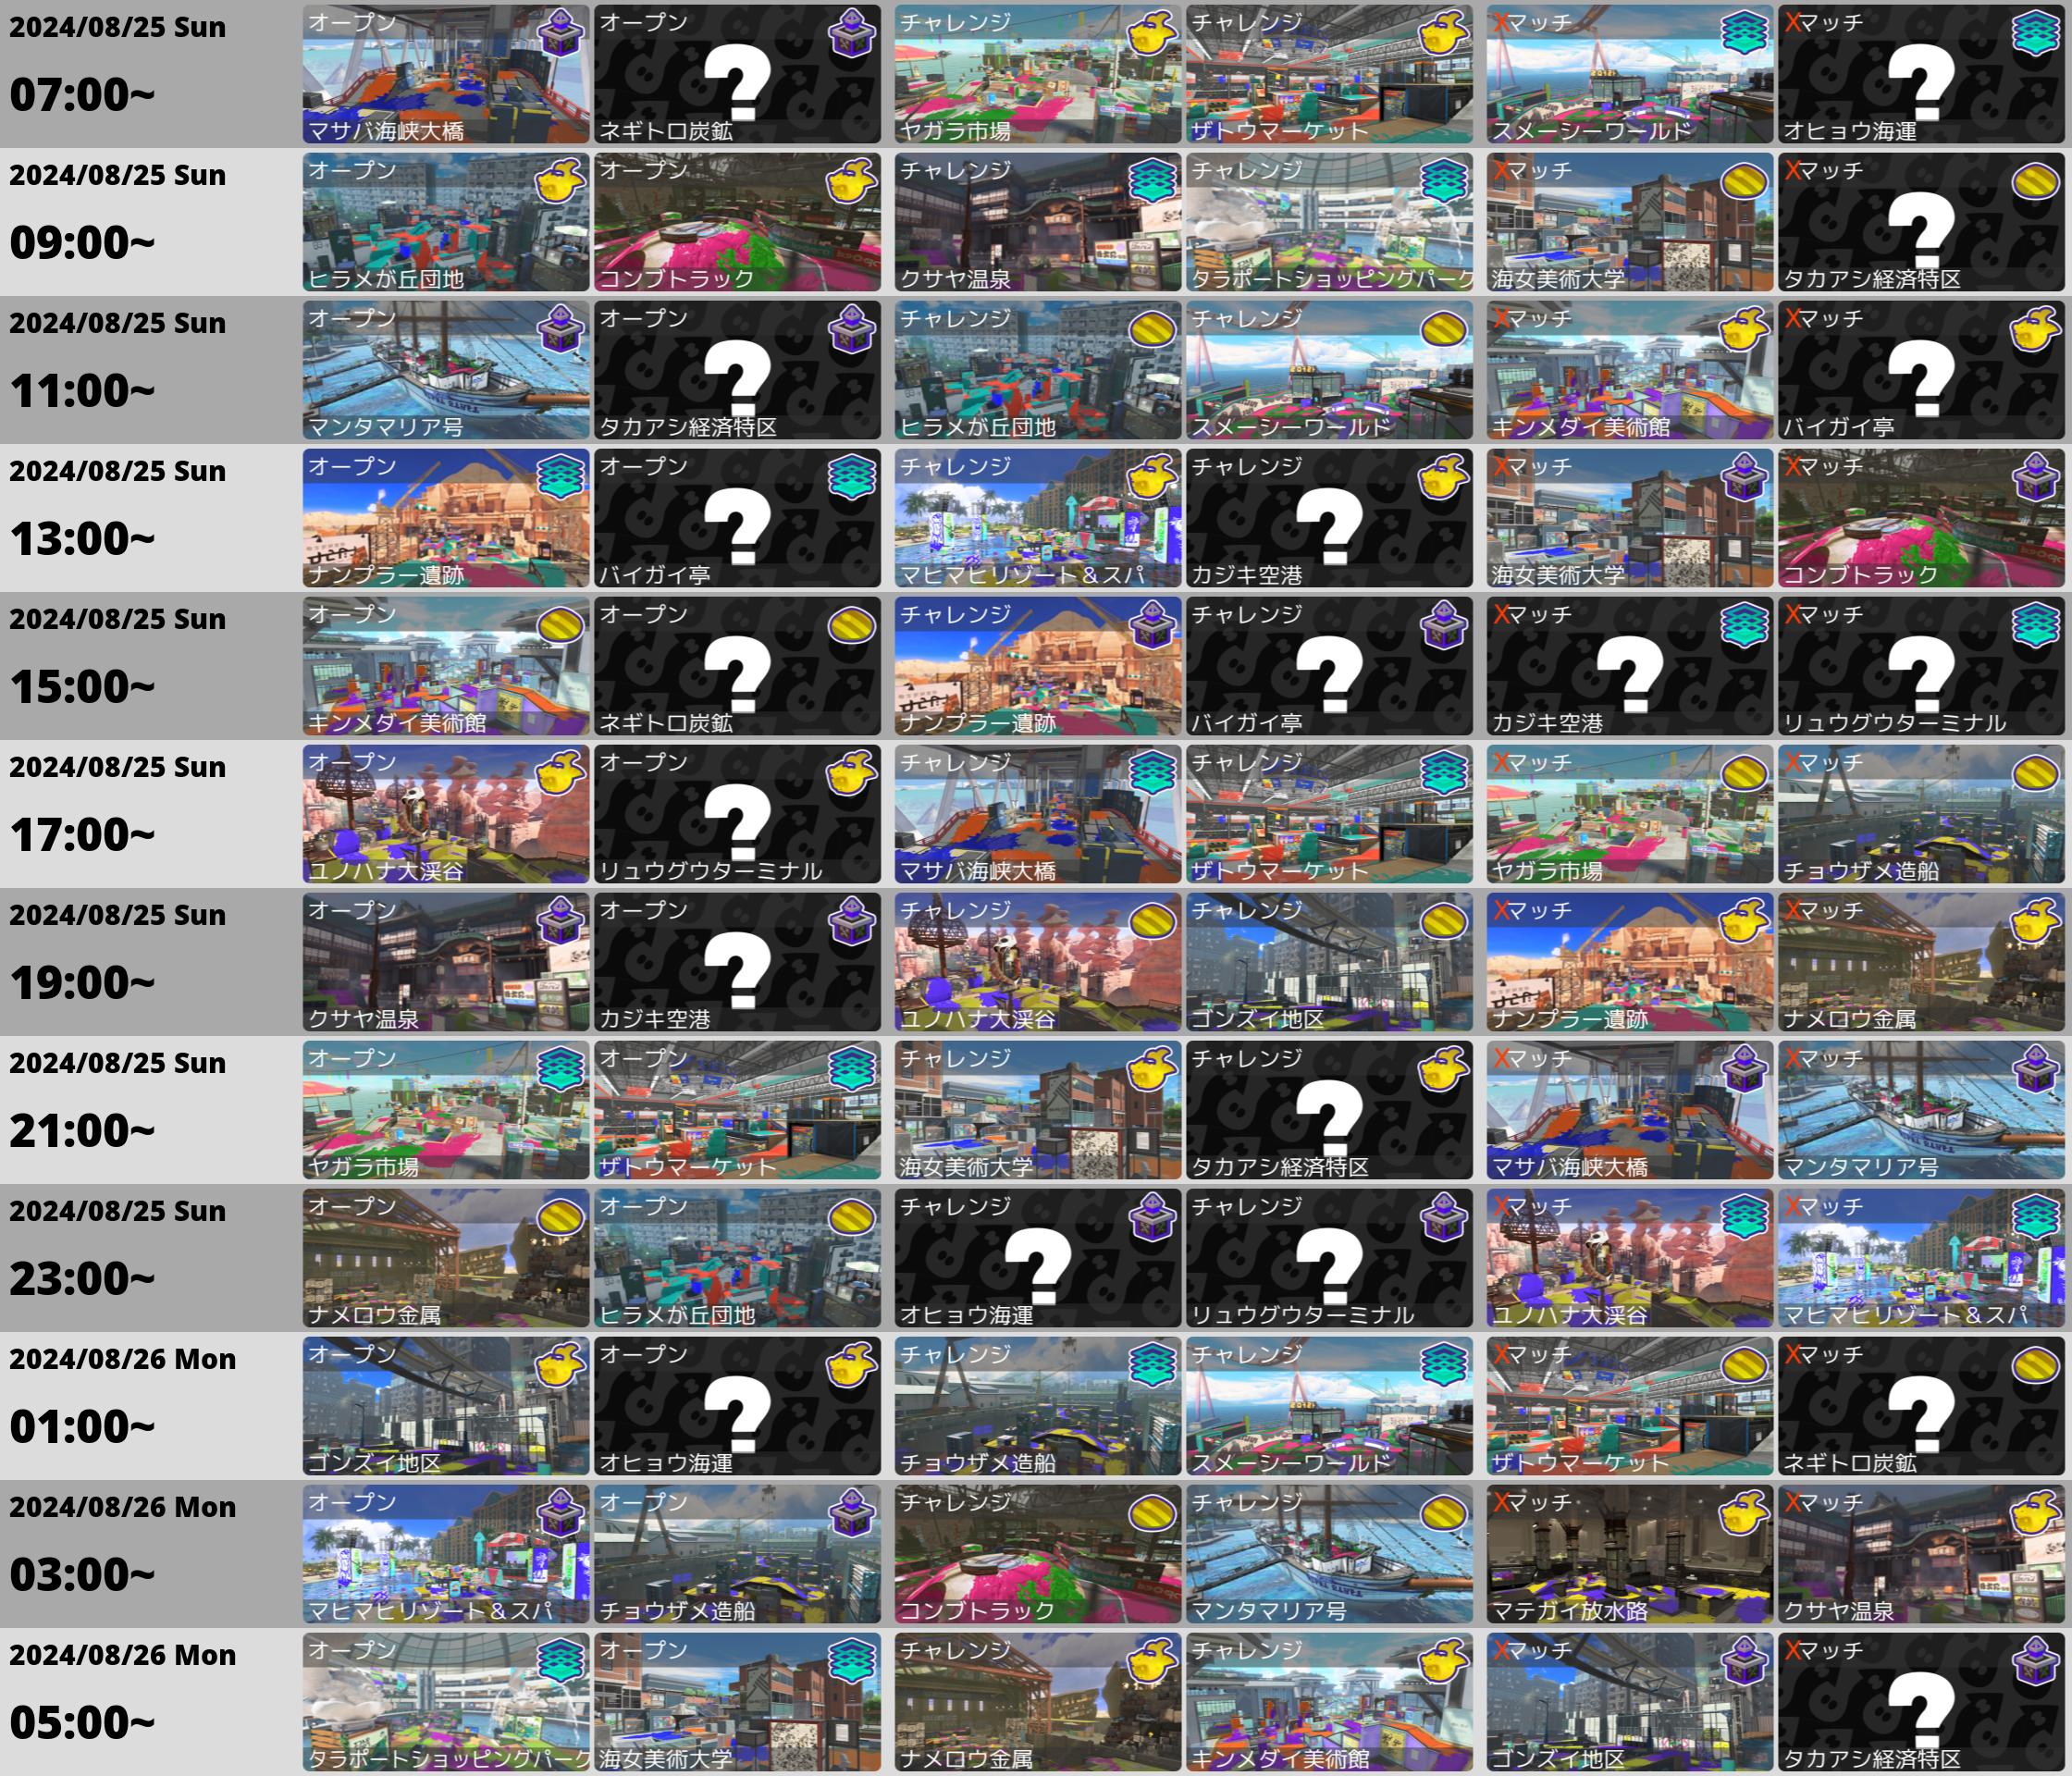 2024/08/25 Sun
07:00~
オープン
マサバ海峡大橋
オープン
ネギトロ炭鉱
チャレンジ
ヤガラ市場
チャレンジ
ザトウマーケット
Xマッチ
スメーシーワールド
Xマッチ
オヒョウ海運
2024/08/25 Sun
09:00~
オープン
ヒラメが丘団地
オープン
コンブトラック
チャレンジ
クサヤ温泉
チャレンジ
タラポートショッピングパーク
Xマッチ
海女美術大学
Xマッチ
タカアシ経済特区
2024/08/25 Sun
11:00~
オープン
マンタマリア号
オープン
タカアシ経済特区
チャレンジ
ヒラメが丘団地
チャレンジ
スメーシーワールド
Xマッチ
キンメダイ美術館
Xマッチ
バイガイ亭
2024/08/25 Sun
13:00~
オープン
ナンプラー遺跡
オープン
バイガイ亭
チャレンジ
マヒマヒリゾート＆スパ
チャレンジ
カジキ空港
Xマッチ
海女美術大学
Xマッチ
コンブトラック
2024/08/25 Sun
15:00~
オープン
キンメダイ美術館
オープン
ネギトロ炭鉱
チャレンジ
ナンプラー遺跡
チャレンジ
バイガイ亭
Xマッチ
カジキ空港
Xマッチ
リュウグウターミナル
2024/08/25 Sun
17:00~
オープン
ユノハナ大渓谷
オープン
リュウグウターミナル
チャレンジ
マサバ海峡大橋
チャレンジ
ザトウマーケット
Xマッチ
ヤガラ市場
Xマッチ
チョウザメ造船
2024/08/25 Sun
19:00~
オープン
クサヤ温泉
オープン
カジキ空港
チャレンジ
ユノハナ大渓谷
チャレンジ
ゴンズイ地区
Xマッチ
ナンプラー遺跡
Xマッチ
ナメロウ金属
2024/08/25 Sun
21:00~
オープン
ヤガラ市場
オープン
ザトウマーケット
チャレンジ
海女美術大学
チャレンジ
タカアシ経済特区
Xマッチ
マサバ海峡大橋
Xマッチ
マンタマリア号
2024/08/25 Sun
23:00~
オープン
ナメロウ金属
オープン
ヒラメが丘団地
チャレンジ
オヒョウ海運
チャレンジ
リュウグウターミナル
Xマッチ
ユノハナ大渓谷
Xマッチ
マヒマヒリゾート＆スパ
2024/08/26 Mon
01:00~
オープン
ゴンズイ地区
オープン
オヒョウ海運
チャレンジ
チョウザメ造船
チャレンジ
スメーシーワールド
Xマッチ
ザトウマーケット
Xマッチ
ネギトロ炭鉱
2024/08/26 Mon
03:00~
オープン
マヒマヒリゾート＆スパ
オープン
チョウザメ造船
チャレンジ
コンブトラック
チャレンジ
マンタマリア号
Xマッチ
マテガイ放水路
Xマッチ
クサヤ温泉
2024/08/26 Mon
05:00~
オープン
タラポートショッピングパーク
オープン
海女美術大学
チャレンジ
ナメロウ金属
チャレンジ
キンメダイ美術館
Xマッチ
ゴンズイ地区
Xマッチ
タカアシ経済特区